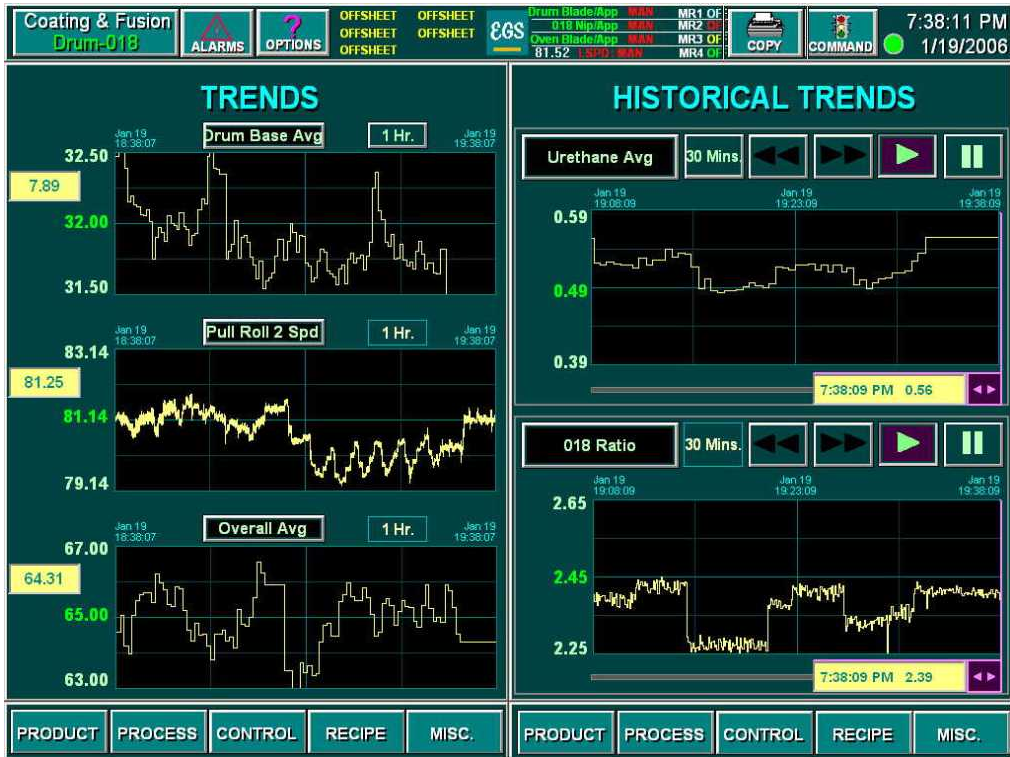 Coating & Fusion
Drum-018
ALARMS
?
OPTIONS
OFFSHEET OFFSHEET
OFFSHEET OFFSHEET
OFFSHEET
EGS
Drum Blade/App MAN MR1 OF
018 Nip/App MAN MR2 OF
Oven Blade/App MAN MR3 OF
81.52 LSPD: MAN MR4 OF
COPY
COMMAND
7:38:11 PM
1/19/2006
TRENDS
Jan 19
18:38:07
Drum Base Avg
1 Hr.
Jan 19
19:38:07
32.50
7.89
32.00
31.50
Jan 19
18:38:07
Pull Roll 2 Spd
1 Hr.
Jan 19
19:38:07
83.14
81.25
81.14
79.14
Jan 19
18:38:07
Overall Avg
1 Hr.
Jan 19
19:38:07
67.00
64.31
65.00
63.00
PRODUCT PROCESS CONTROL RECIPE MISC.
HISTORICAL TRENDS
Urethane Avg
30 Mins.
Jan 19
19:08:09
Jan 19
19:23:09
Jan 19
19:38:09
0.59
0.49
0.39
7:38:09 PM 0.56
018 Ratio
30 Mins.
Jan 19
19:08:09
Jan 19
19:23:09
Jan 19
19:38:09
2.65
2.45
2.25
7:38:09 PM 2.39
PRODUCT PROCESS CONTROL RECIPE MISC.